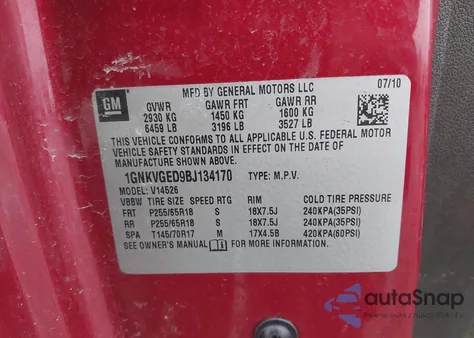 MFD BY GENERAL MOTORS LLC
07/10
GM
GVWR GAWR FRT GAWR RR
2930 KG 1450 KG 1600 KG
6459 LB 3196 LB 3527 LB
THIS VEHICLE CONFORMS TO ALL APPLICABLE U.S. FEDERAL MOTOR
VEHICLE SAFETY STANDARDS IN EFFECT ON THE DATE OF
MANUFACTURE SHOWN ABOVE.
1GNKVGED9BJ134170 TYPE: M.P.V.
MODEL: V14526
VBBW TIRE SIZE SPEED RTG RIM COLD TIRE PRESSURE
FRT P255/65R18 S 18X7.5J 240KPA(35PSI)
RR P255/65R18 S 18X7.5J 240KPA(35PSI)
SPA T145/70R17 M 17X4.5B 420KPA(60PSI)
SEE OWNER'S MANUAL FOR MORE INFORMATION
autoSnap